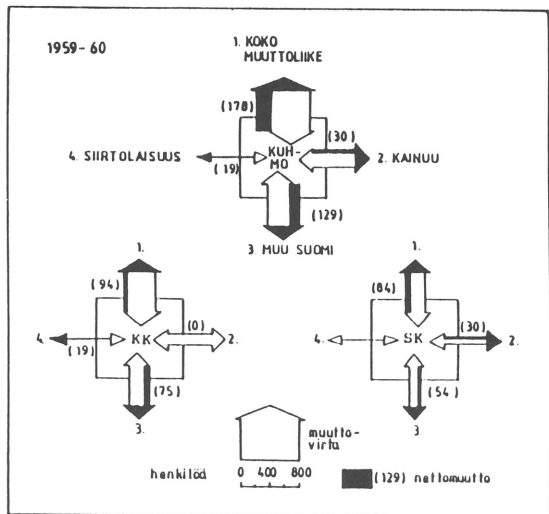 1959-60
1. KOKO
MUUTTOLIIKE
(178)
(30)
4. SIIRTOLAISUUS
KUH-
MO
2. KAINUU
(19)
(129)
3. MUU SUOMI
1.
(94)
(0)
4.
KK
2.
(19)
(75)
3.
1.
(84)
(30)
4.
SK
2.
(54)
3
muutto-
virta
henkilöä 0 400 800
(129) nettomuutto